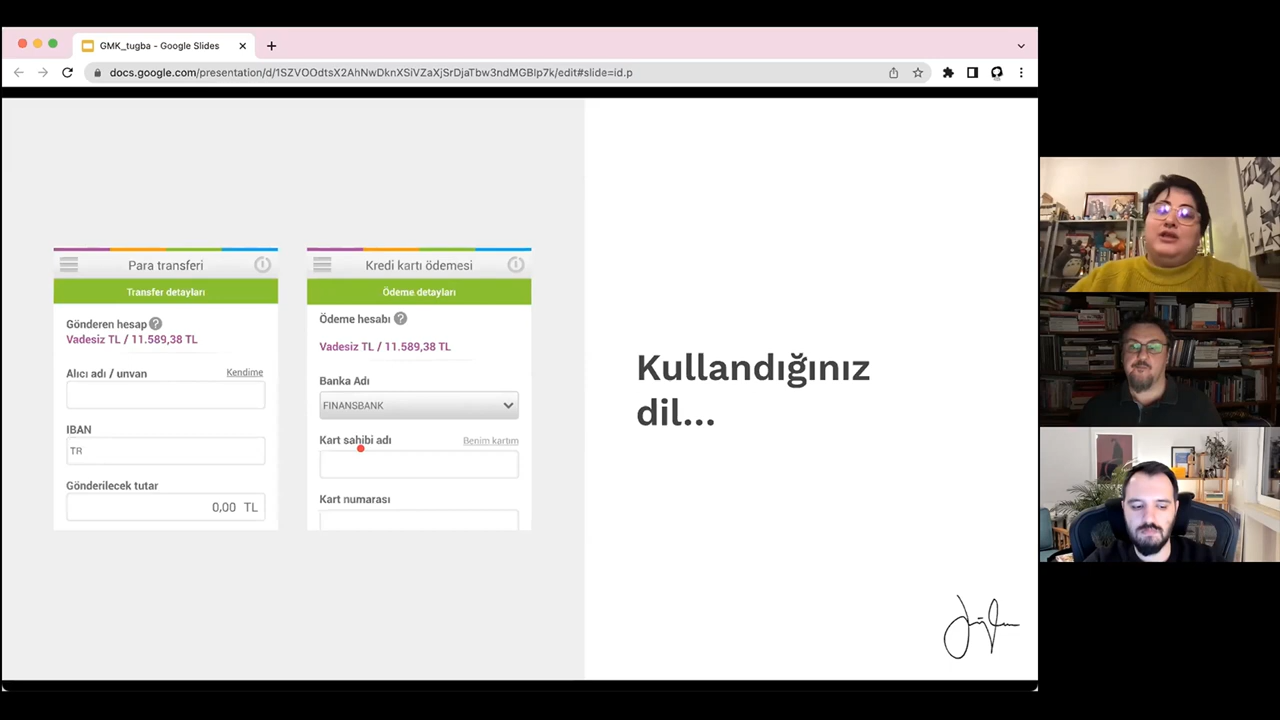 GMK_tugba - Google Slides
docs.google.com/presentation/d/1SZVOOdtsX2AhNwDknXSiVZaXjSrDjaTbw3ndMGBIp7k/edit#slide=id.p
Para transferi
Transfer detayları
Gönderen hesap
Vadesiz TL / 11.589,38 TL
Alıcı adı / unvan
Kendime
IBAN
TR
Gönderilecek tutar
0,00 TL
Kredi kartı ödemesi
Ödeme detayları
Ödeme hesabı
Vadesiz TL / 11.589,38 TL
Banka Adı
FINANSBANK
Kart sahibi adı
Benim kartım
Kart numarası
Kullandığınız
dil...